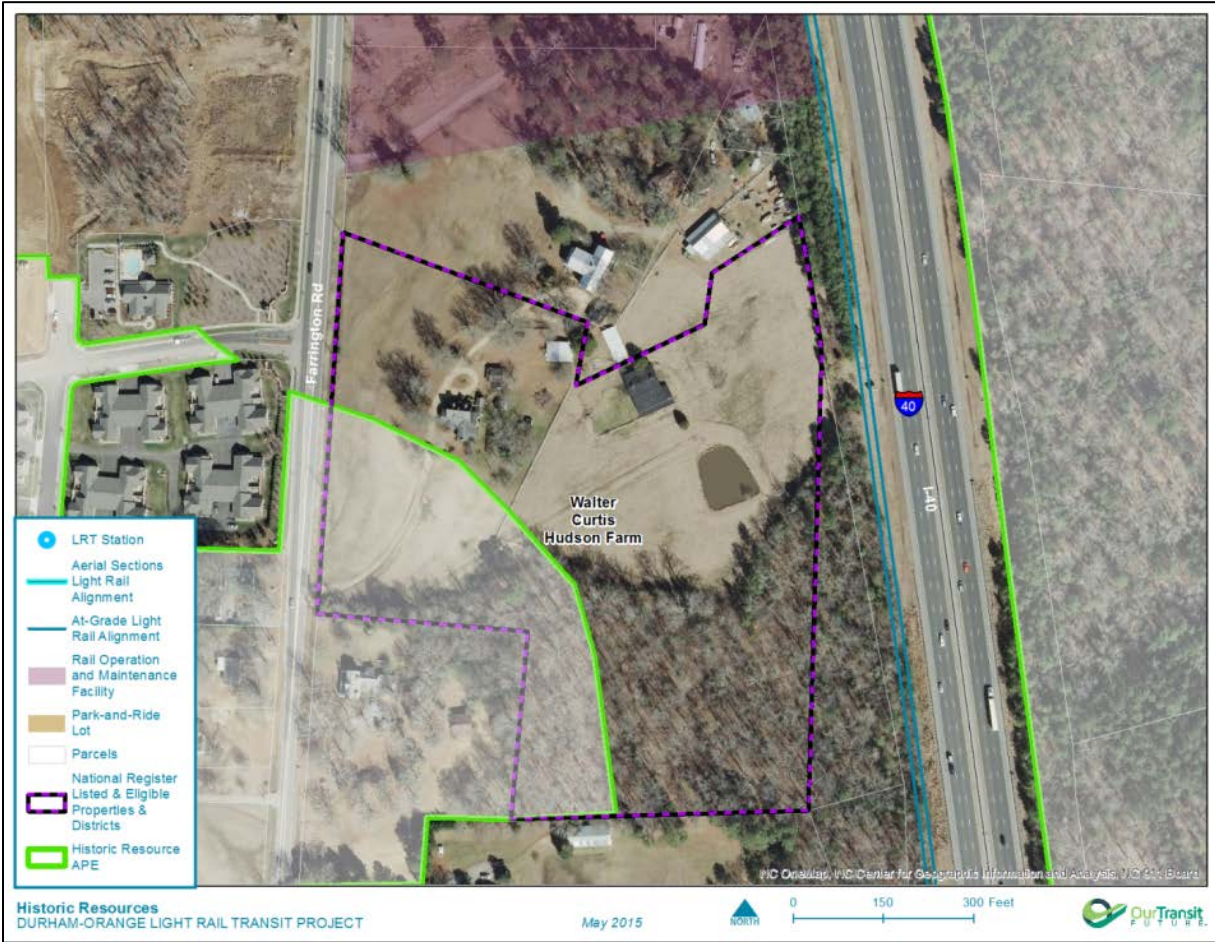 Farrington Rd
40
I-40
Walter
Curtis
Hudson Farm
LRT Station
Aerial Sections
Light Rail
Alignment
At-Grade Light
Rail Alignment
Rail Operation
and Maintenance
Facility
Park-and-Ride
Lot
Parcels
National Register
Listed & Eligible
Properties &
Districts
Historic Resource
APE
NC OneMap, NC Center for Geographic Information and Analysis, NC 911 Board
Historic Resources
DURHAM-ORANGE LIGHT RAIL TRANSIT PROJECT
May 2015
NORTH
0 150 300 Feet
OurTransit
FUTURE